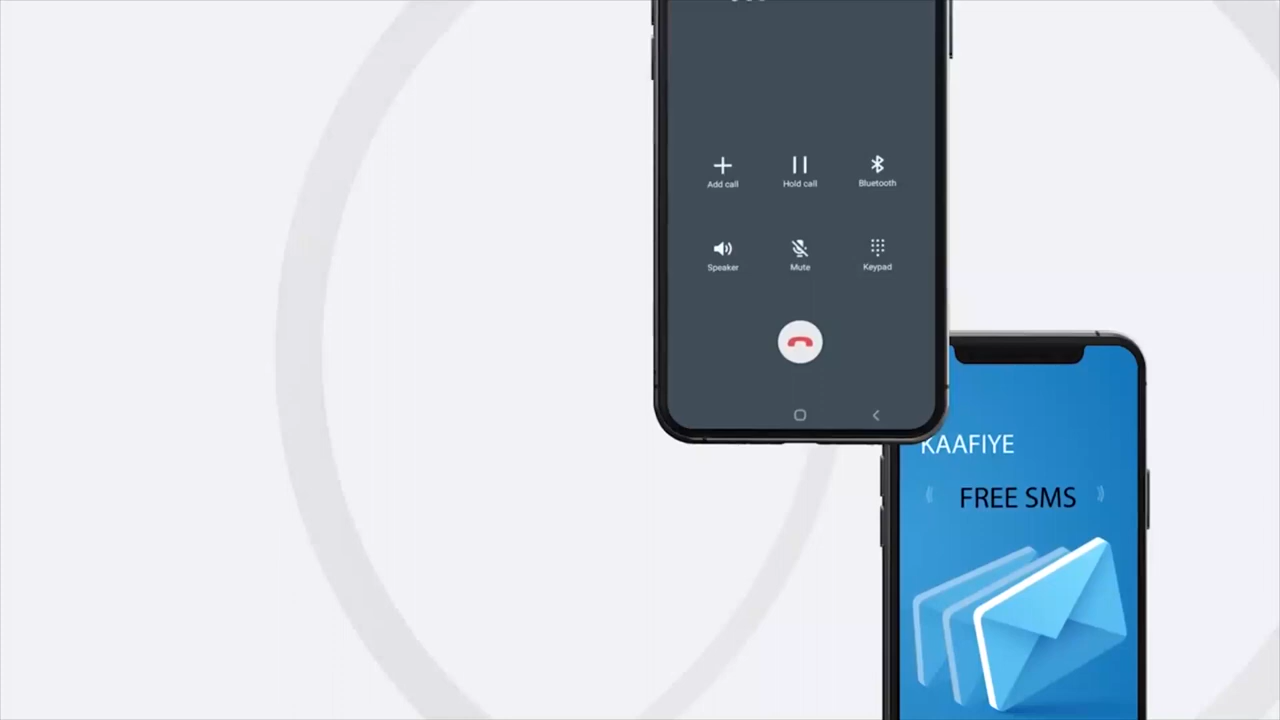 Add call
Hold call
Bluetooth
Speaker
Mute
Keypad
KAAFIYE
FREE SMS